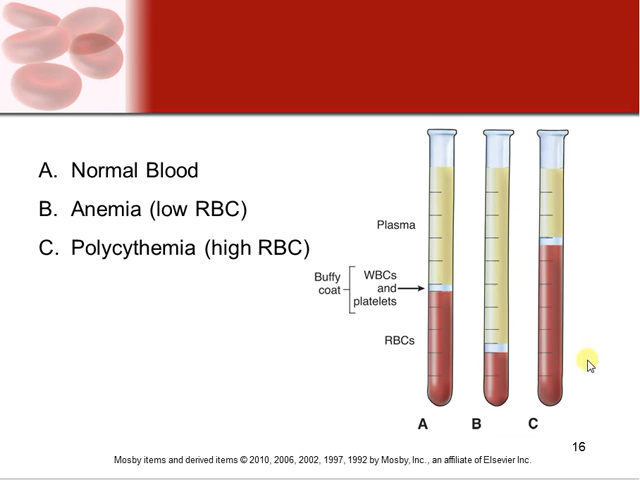 A. Normal Blood
B. Anemia (low RBC)
C. Polycythemia (high RBC)
Plasma
Buffy
coat
WBCs
and
platelets
RBCs
A
B
C
16
Mosby items and derived items © 2010, 2006, 2002, 1997, 1992 by Mosby, Inc., an affiliate of Elsevier Inc.